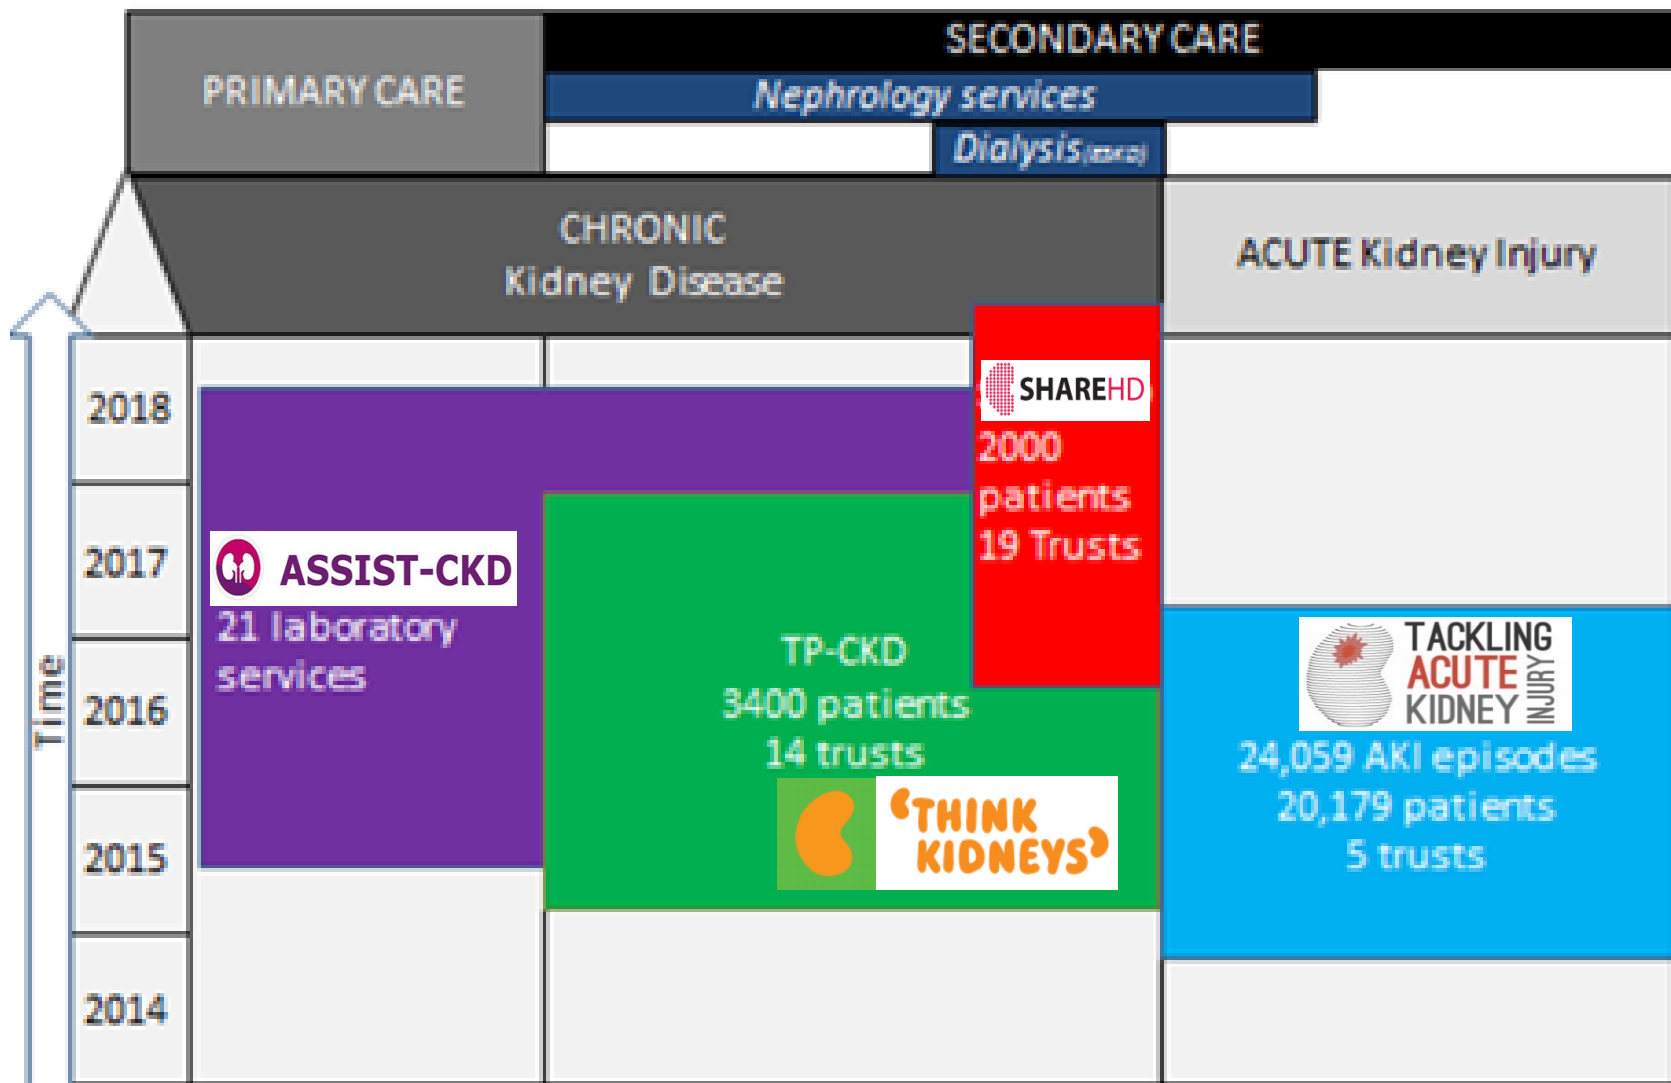 SECONDARY CARE
PRIMARY CARE
Nephrology services
Dialysis(ESKD)
CHRONIC
Kidney Disease
ACUTE Kidney Injury
Time
2018
2017
2016
2015
2014
ASSIST-CKD
21 laboratory
services
SHAREHD
2000
patients
19 Trusts
TP-CKD
3400 patients
14 trusts
‘THINK
KIDNEYS’
TACKLING
ACUTE
KIDNEY
INJURY
24,059 AKI episodes
20,179 patients
5 trusts